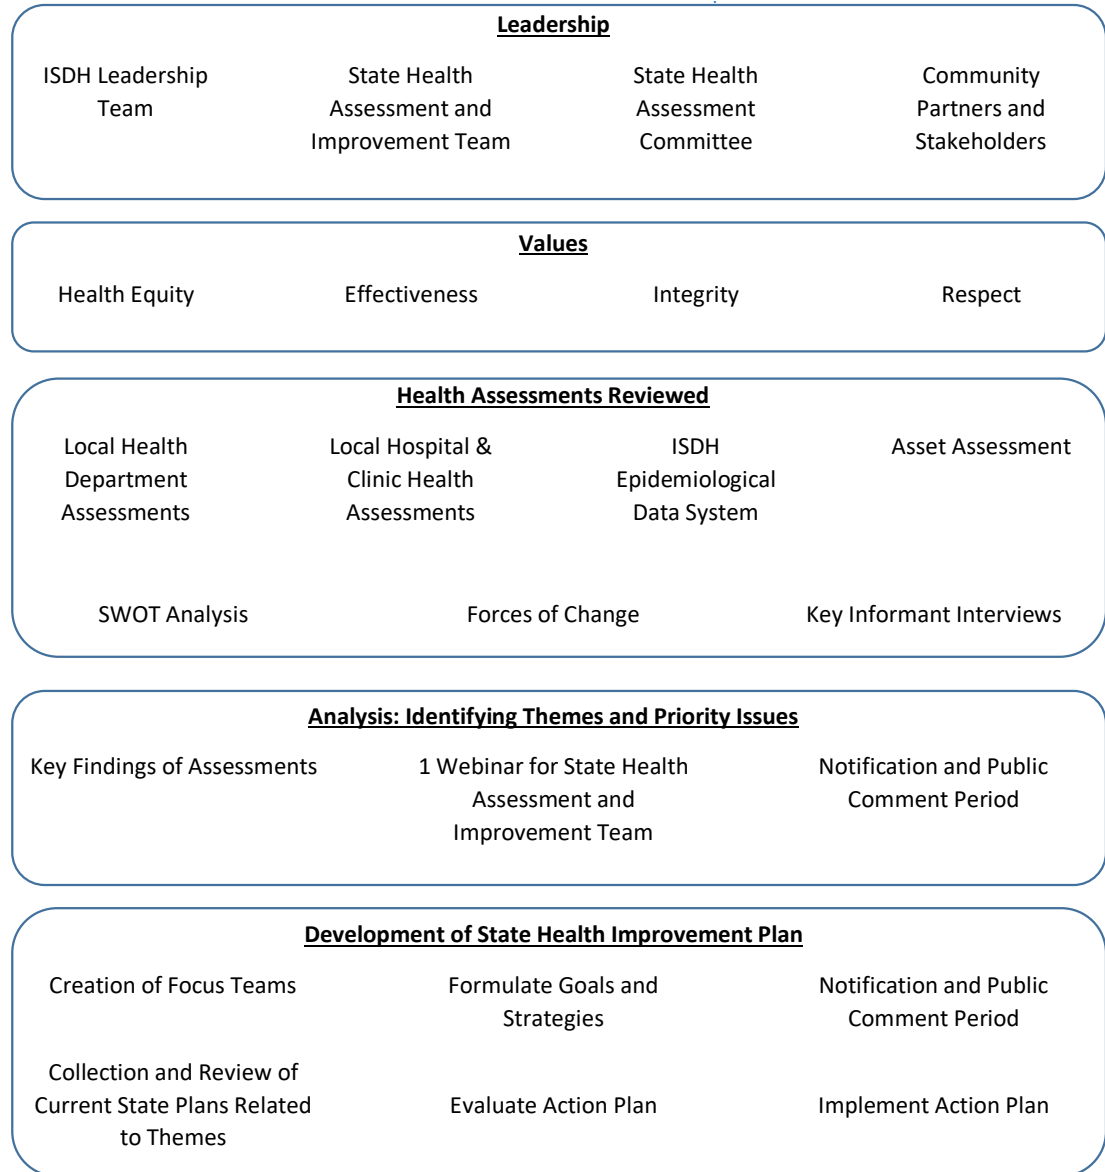 Leadership
ISDH Leadership
Team
State Health
Assessment and
Improvement Team
State Health
Assessment
Committee
Community
Partners and
Stakeholders
Values
Health Equity
Effectiveness
Integrity
Respect
Health Assessments Reviewed
Local Health
Department
Assessments
Local Hospital &
Clinic Health
Assessments
ISDH
Epidemiological
Data System
Asset Assessment
SWOT Analysis
Forces of Change
Key Informant Interviews
Analysis: Identifying Themes and Priority Issues
Key Findings of Assessments
1 Webinar for State Health
Assessment and
Improvement Team
Notification and Public
Comment Period
Development of State Health Improvement Plan
Creation of Focus Teams
Formulate Goals and
Strategies
Notification and Public
Comment Period
Collection and Review of
Current State Plans Related
to Themes
Evaluate Action Plan
Implement Action Plan